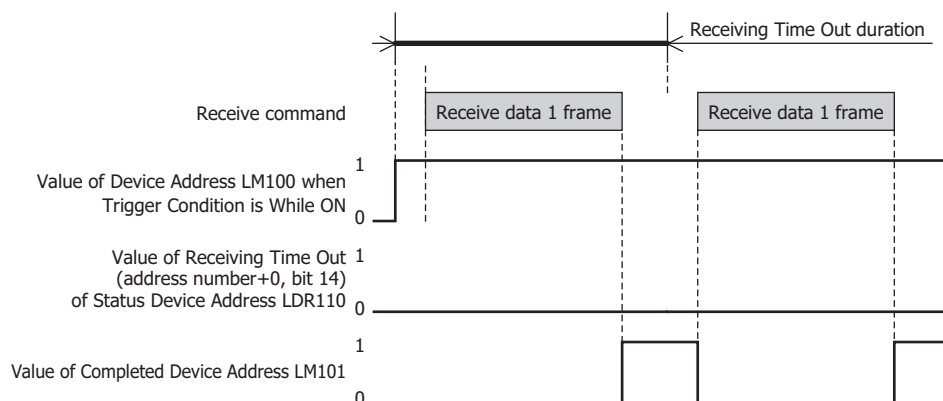 Receiving Time Out duration
Receive command
Receive data 1 frame
Receive data 1 frame
1
Value of Device Address LM100 when
Trigger Condition is While ON
0
Value of Receiving Time Out
1
(address number+0, bit 14)
of Status Device Address LDR110
0
1
Value of Completed Device Address LM101
0